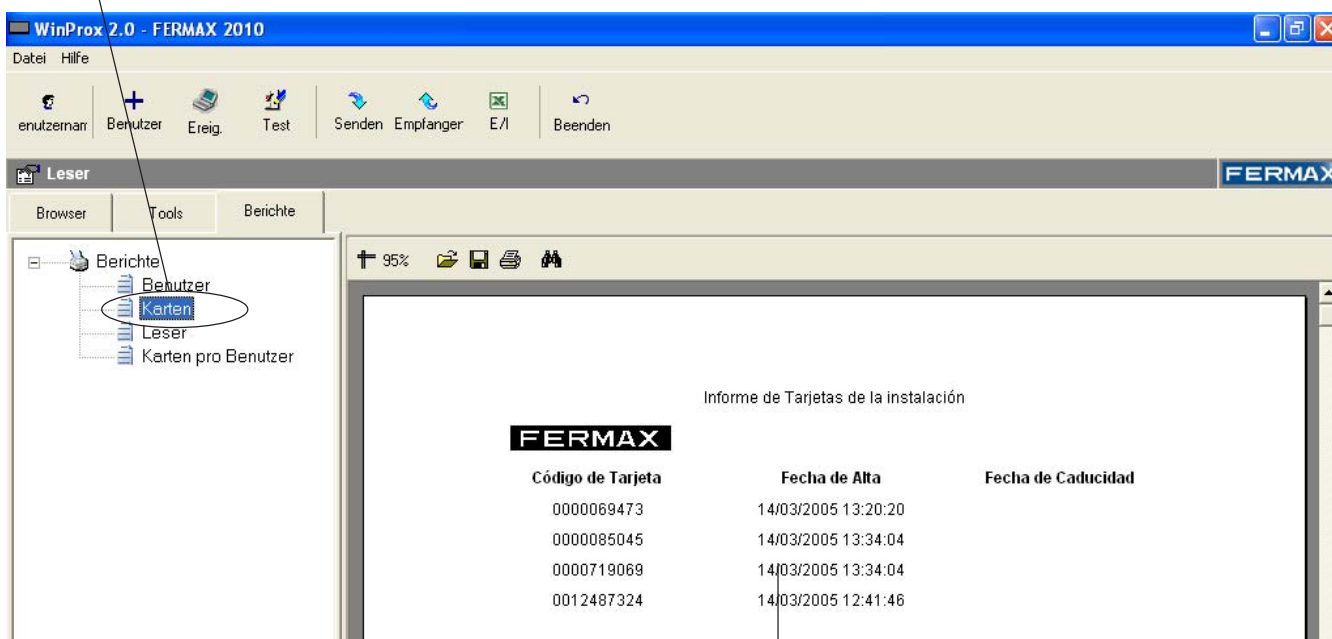 WinProx 2.0 - FERMAX 2010
Datei Hilfe
enutzernam Benutzer Ereig. Test Senden Empfanger E/I Beenden
Leser FERMAX
Browser Tools Berichte
Berichte
Benutzer
Karten
Leser
Karten pro Benutzer
95%
Informe de Tarjetas de la instalación
FERMAX
Código de Tarjeta Fecha de Alta Fecha de Caducidad
0000069473 14/03/2005 13:20:20
0000085045 14/03/2005 13:34:04
0000719069 14/03/2005 13:34:04
0012487324 14/03/2005 12:41:46